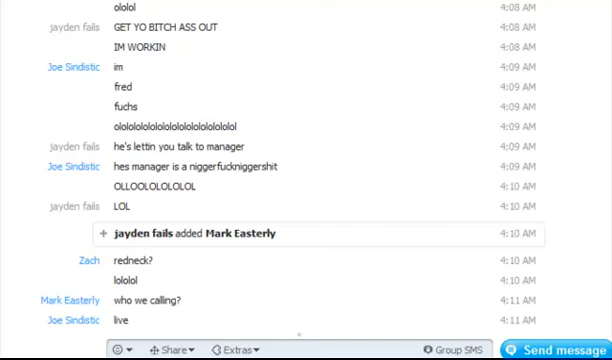 ololol 4:08 AM
jayden fails GET YO BITCH ASS OUT 4:08 AM
IM WORKIN 4:08 AM
Joe Sindistic im 4:09 AM
fred 4:09 AM
fuchs 4:09 AM
olololololololololololololololol 4:09 AM
jayden fails he's lettin you talk to manager 4:09 AM
Joe Sindistic hes manager is a niggerfuckniggershit 4:09 AM
OLLOOLOLOLOLOL 4:10 AM
jayden fails LOL 4:10 AM
jayden fails added Mark Easterly 4:10 AM
Zach redneck? 4:10 AM
lololol 4:10 AM
Mark Easterly who we calling? 4:11 AM
Joe Sindistic live 4:11 AM
Share Extras Group SMS Send message